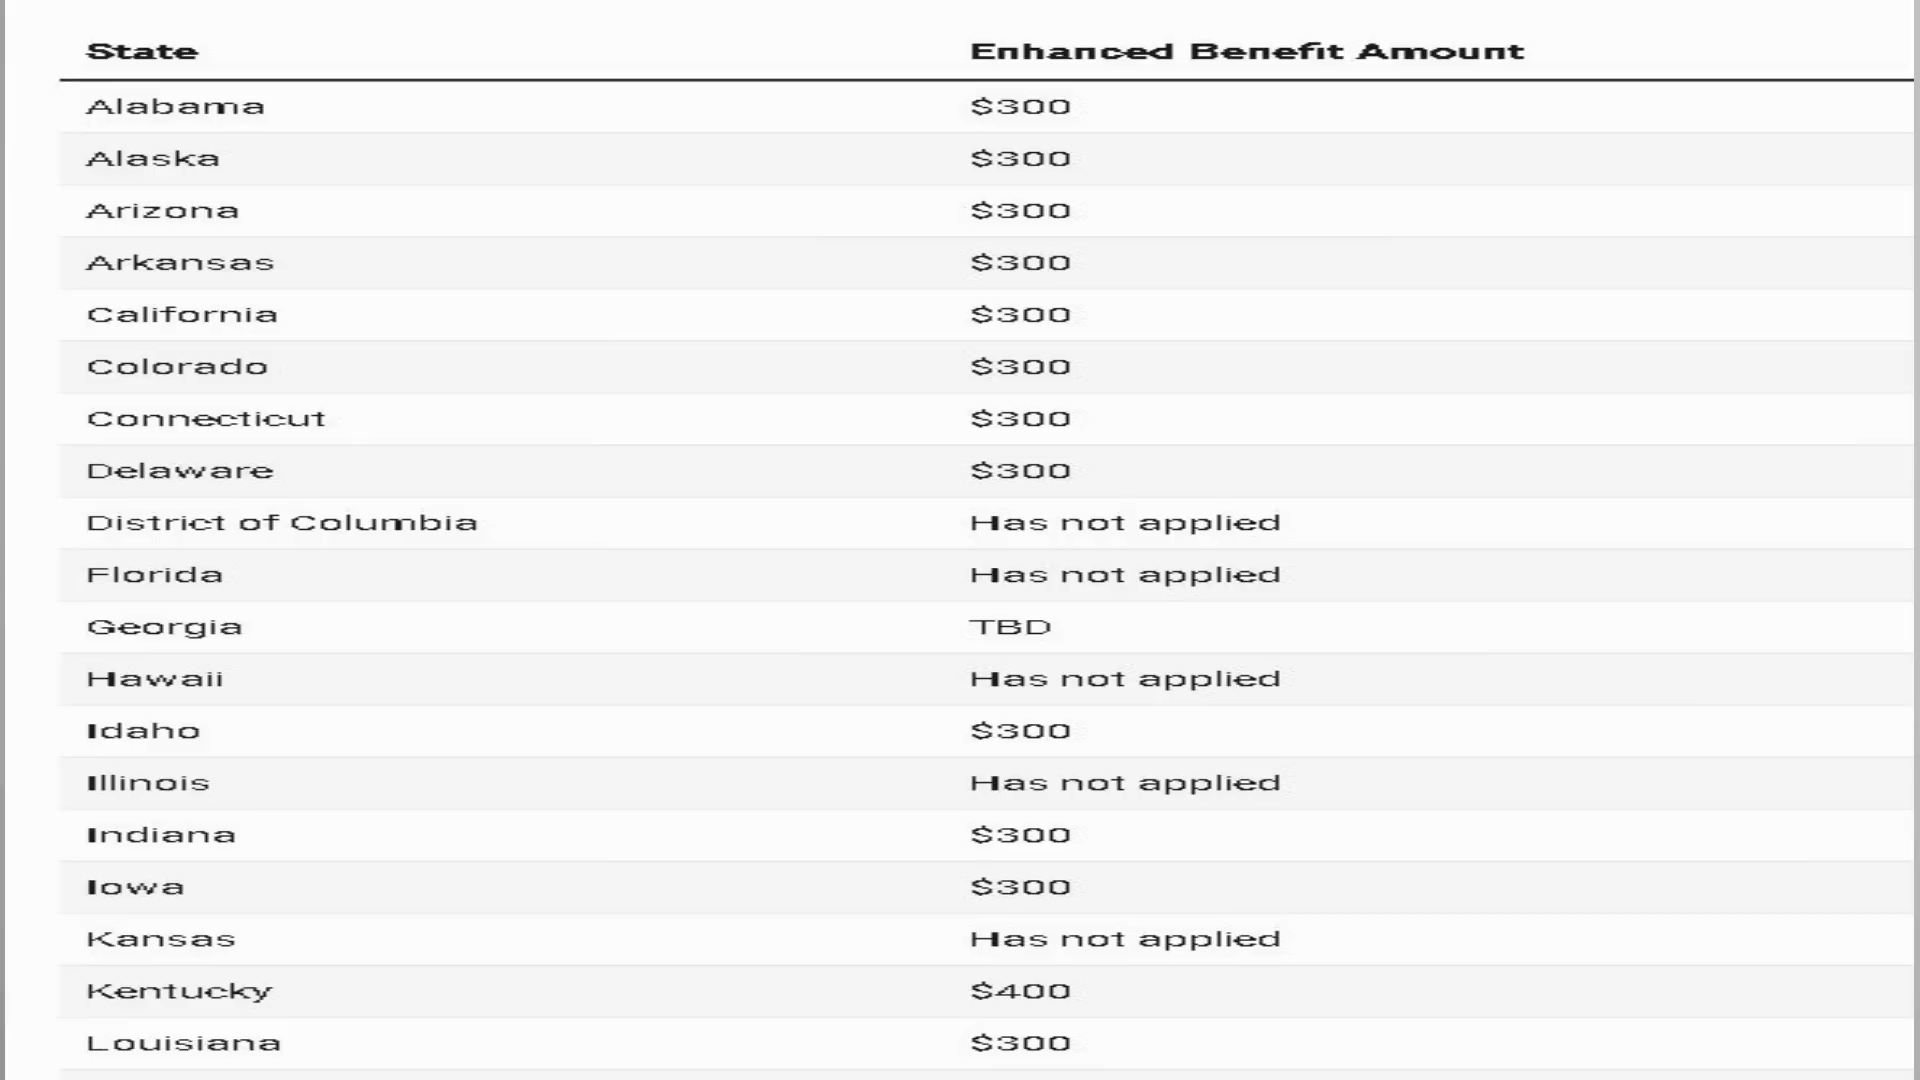 State Enhanced Benefit Amount
Alabama $300
Alaska $300
Arizona $300
Arkansas $300
California $300
Colorado $300
Connecticut $300
Delaware $300
District of Columbia Has not applied
Florida Has not applied
Georgia TBD
Hawaii Has not applied
Idaho $300
Illinois Has not applied
Indiana $300
Iowa $300
Kansas Has not applied
Kentucky $400
Louisiana $300